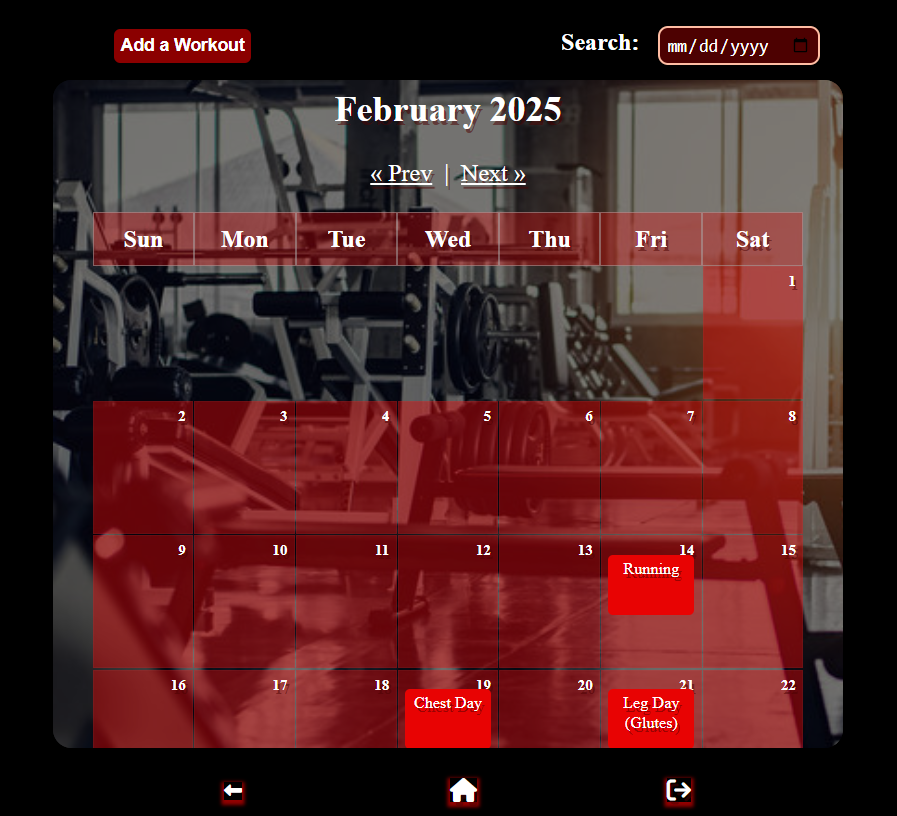 Add a Workout
Search:
mm/dd/yyyy
February 2025
« Prev | Next »
Sun Mon Tue Wed Thu Fri Sat
1
2 3 4 5 6 7 8
9 10 11 12 13 14 15
Running
16 17 18 19 20 21 22
Chest Day Leg Day
(Glutes)